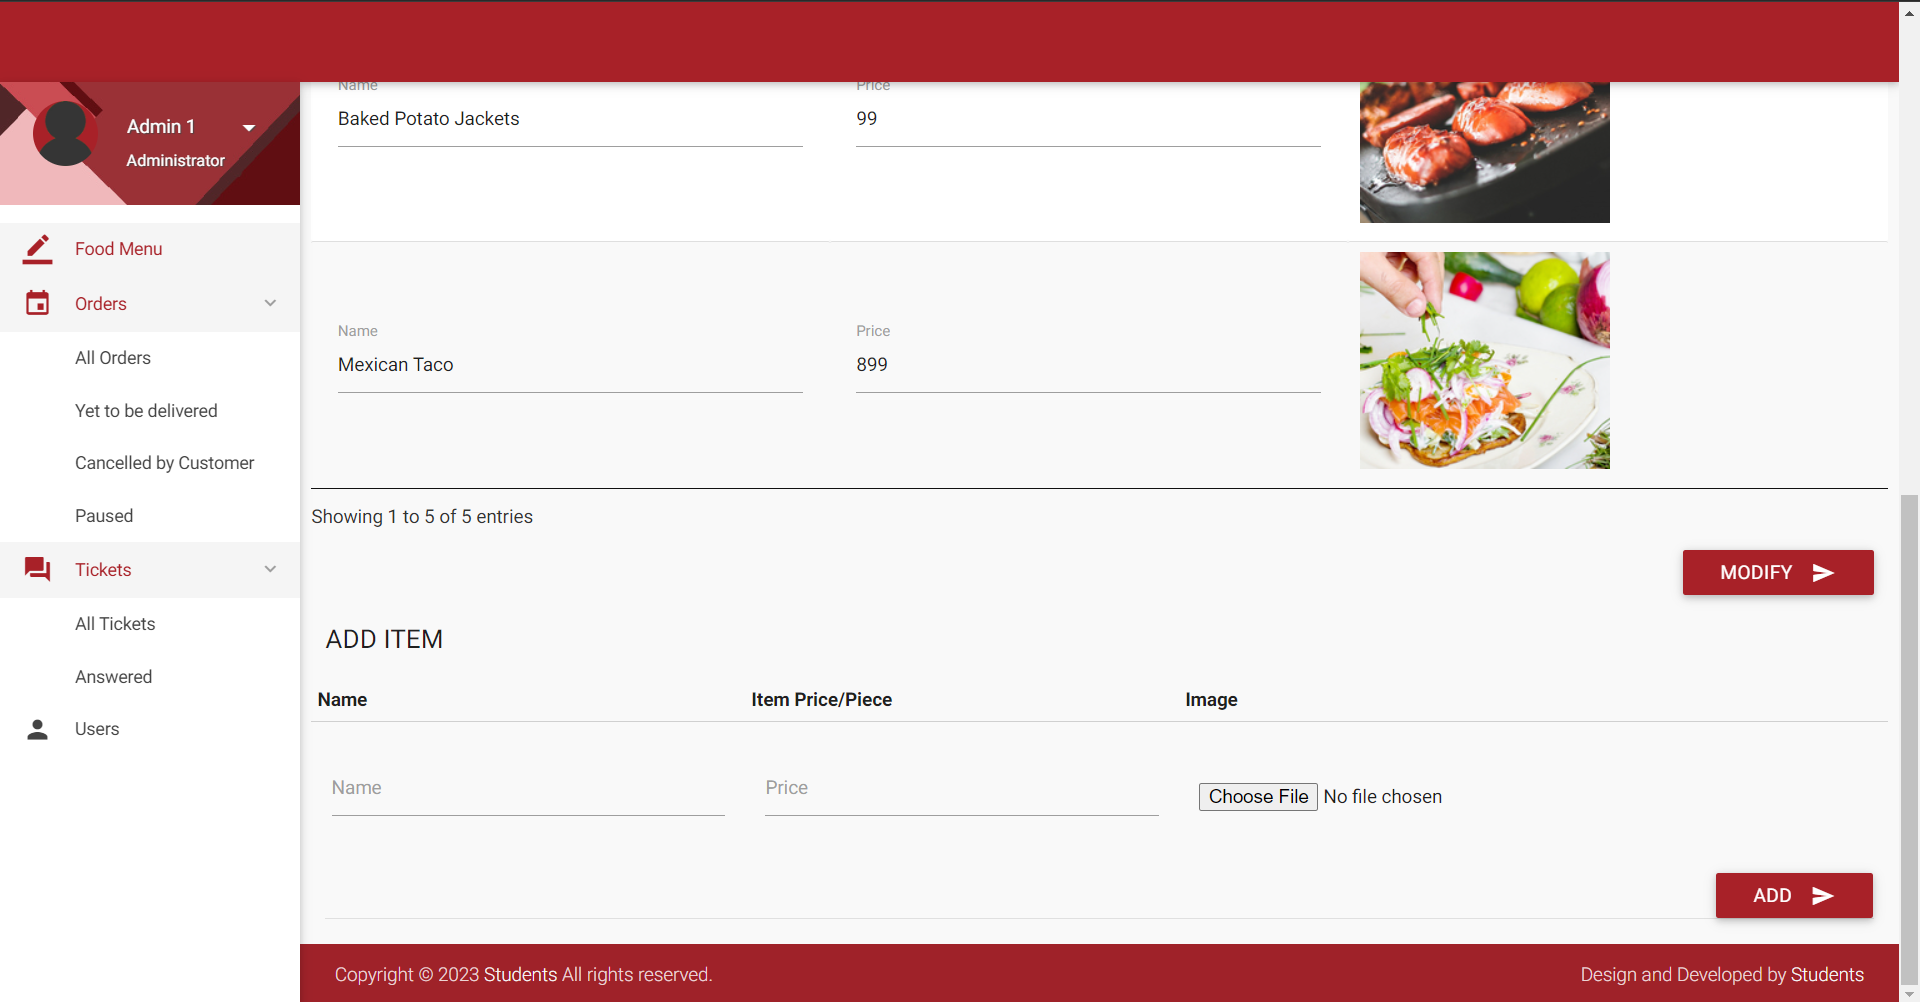 Admin 1
Administrator
Food Menu
Orders
All Orders
Yet to be delivered
Cancelled by Customer
Paused
Tickets
All Tickets
Answered
Users
Name Price
Baked Potato Jackets 99
Name Price
Mexican Taco 899
Showing 1 to 5 of 5 entries
MODIFY
ADD ITEM
Name Item Price/Piece Image
Name Price Choose File No file chosen
ADD
Copyright © 2023 Students All rights reserved. Design and Developed by Students